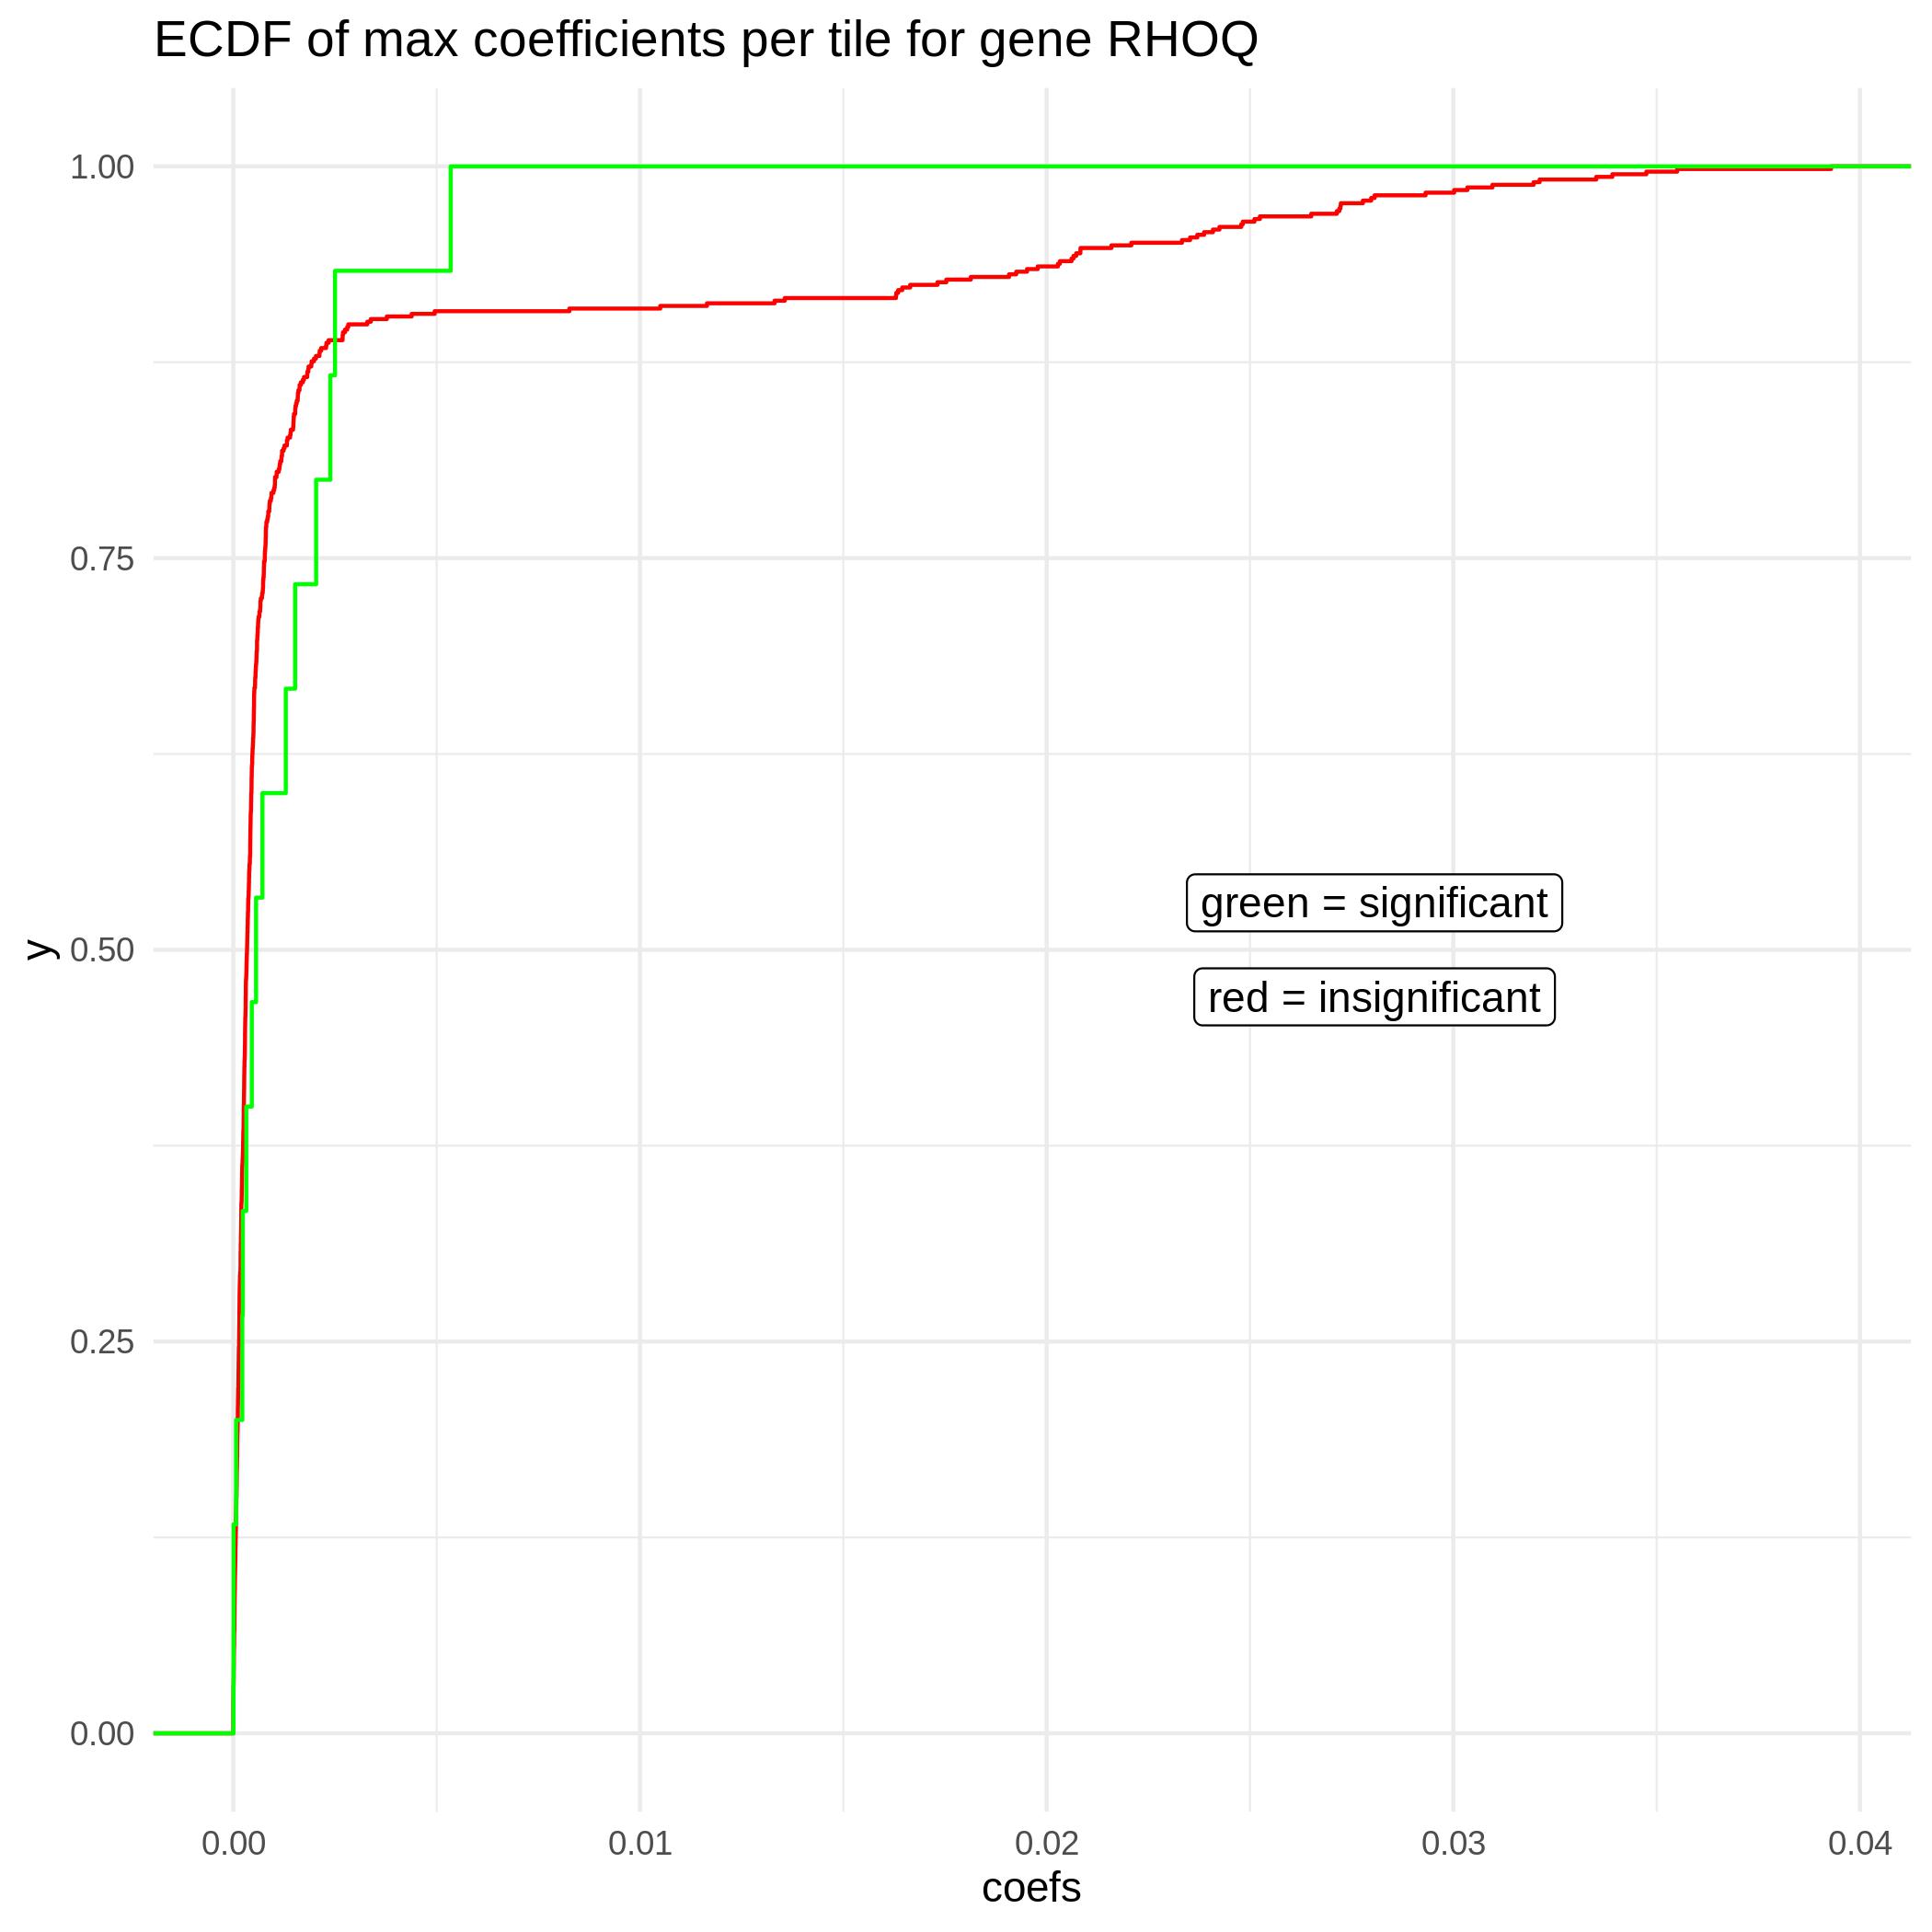 ECDF of max coefficients per tile for gene RHOQ
1.00
0.75
0.50
0.25
0.00
y
green = significant
red = insignificant
0.00 0.01 0.02 0.03 0.04
coefs